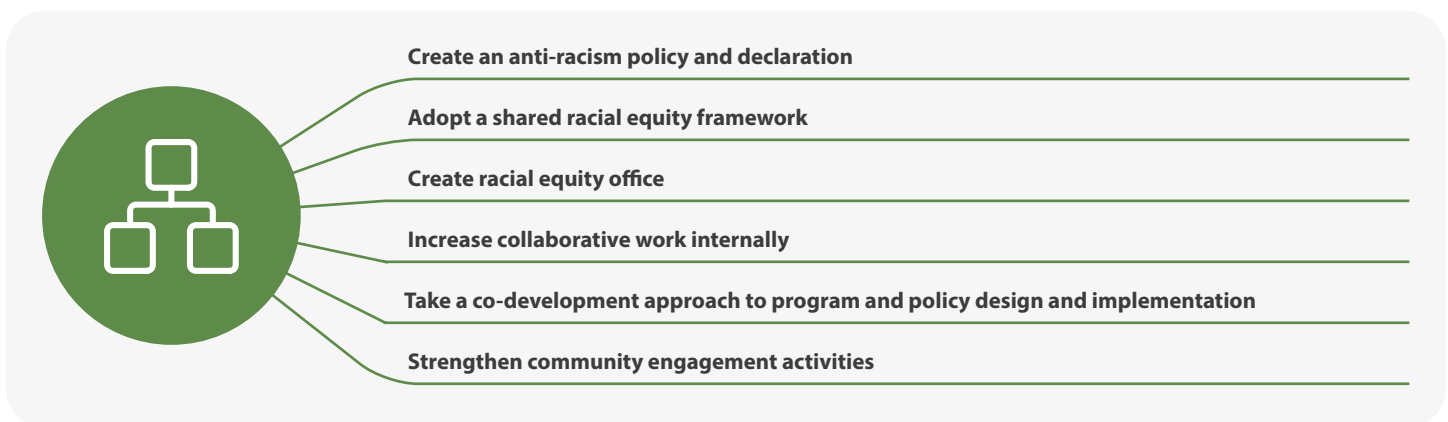 Create an anti-racism policy and declaration
Adopt a shared racial equity framework
Create racial equity office
Increase collaborative work internally
Take a co-development approach to program and policy design and implementation
Strengthen community engagement activities